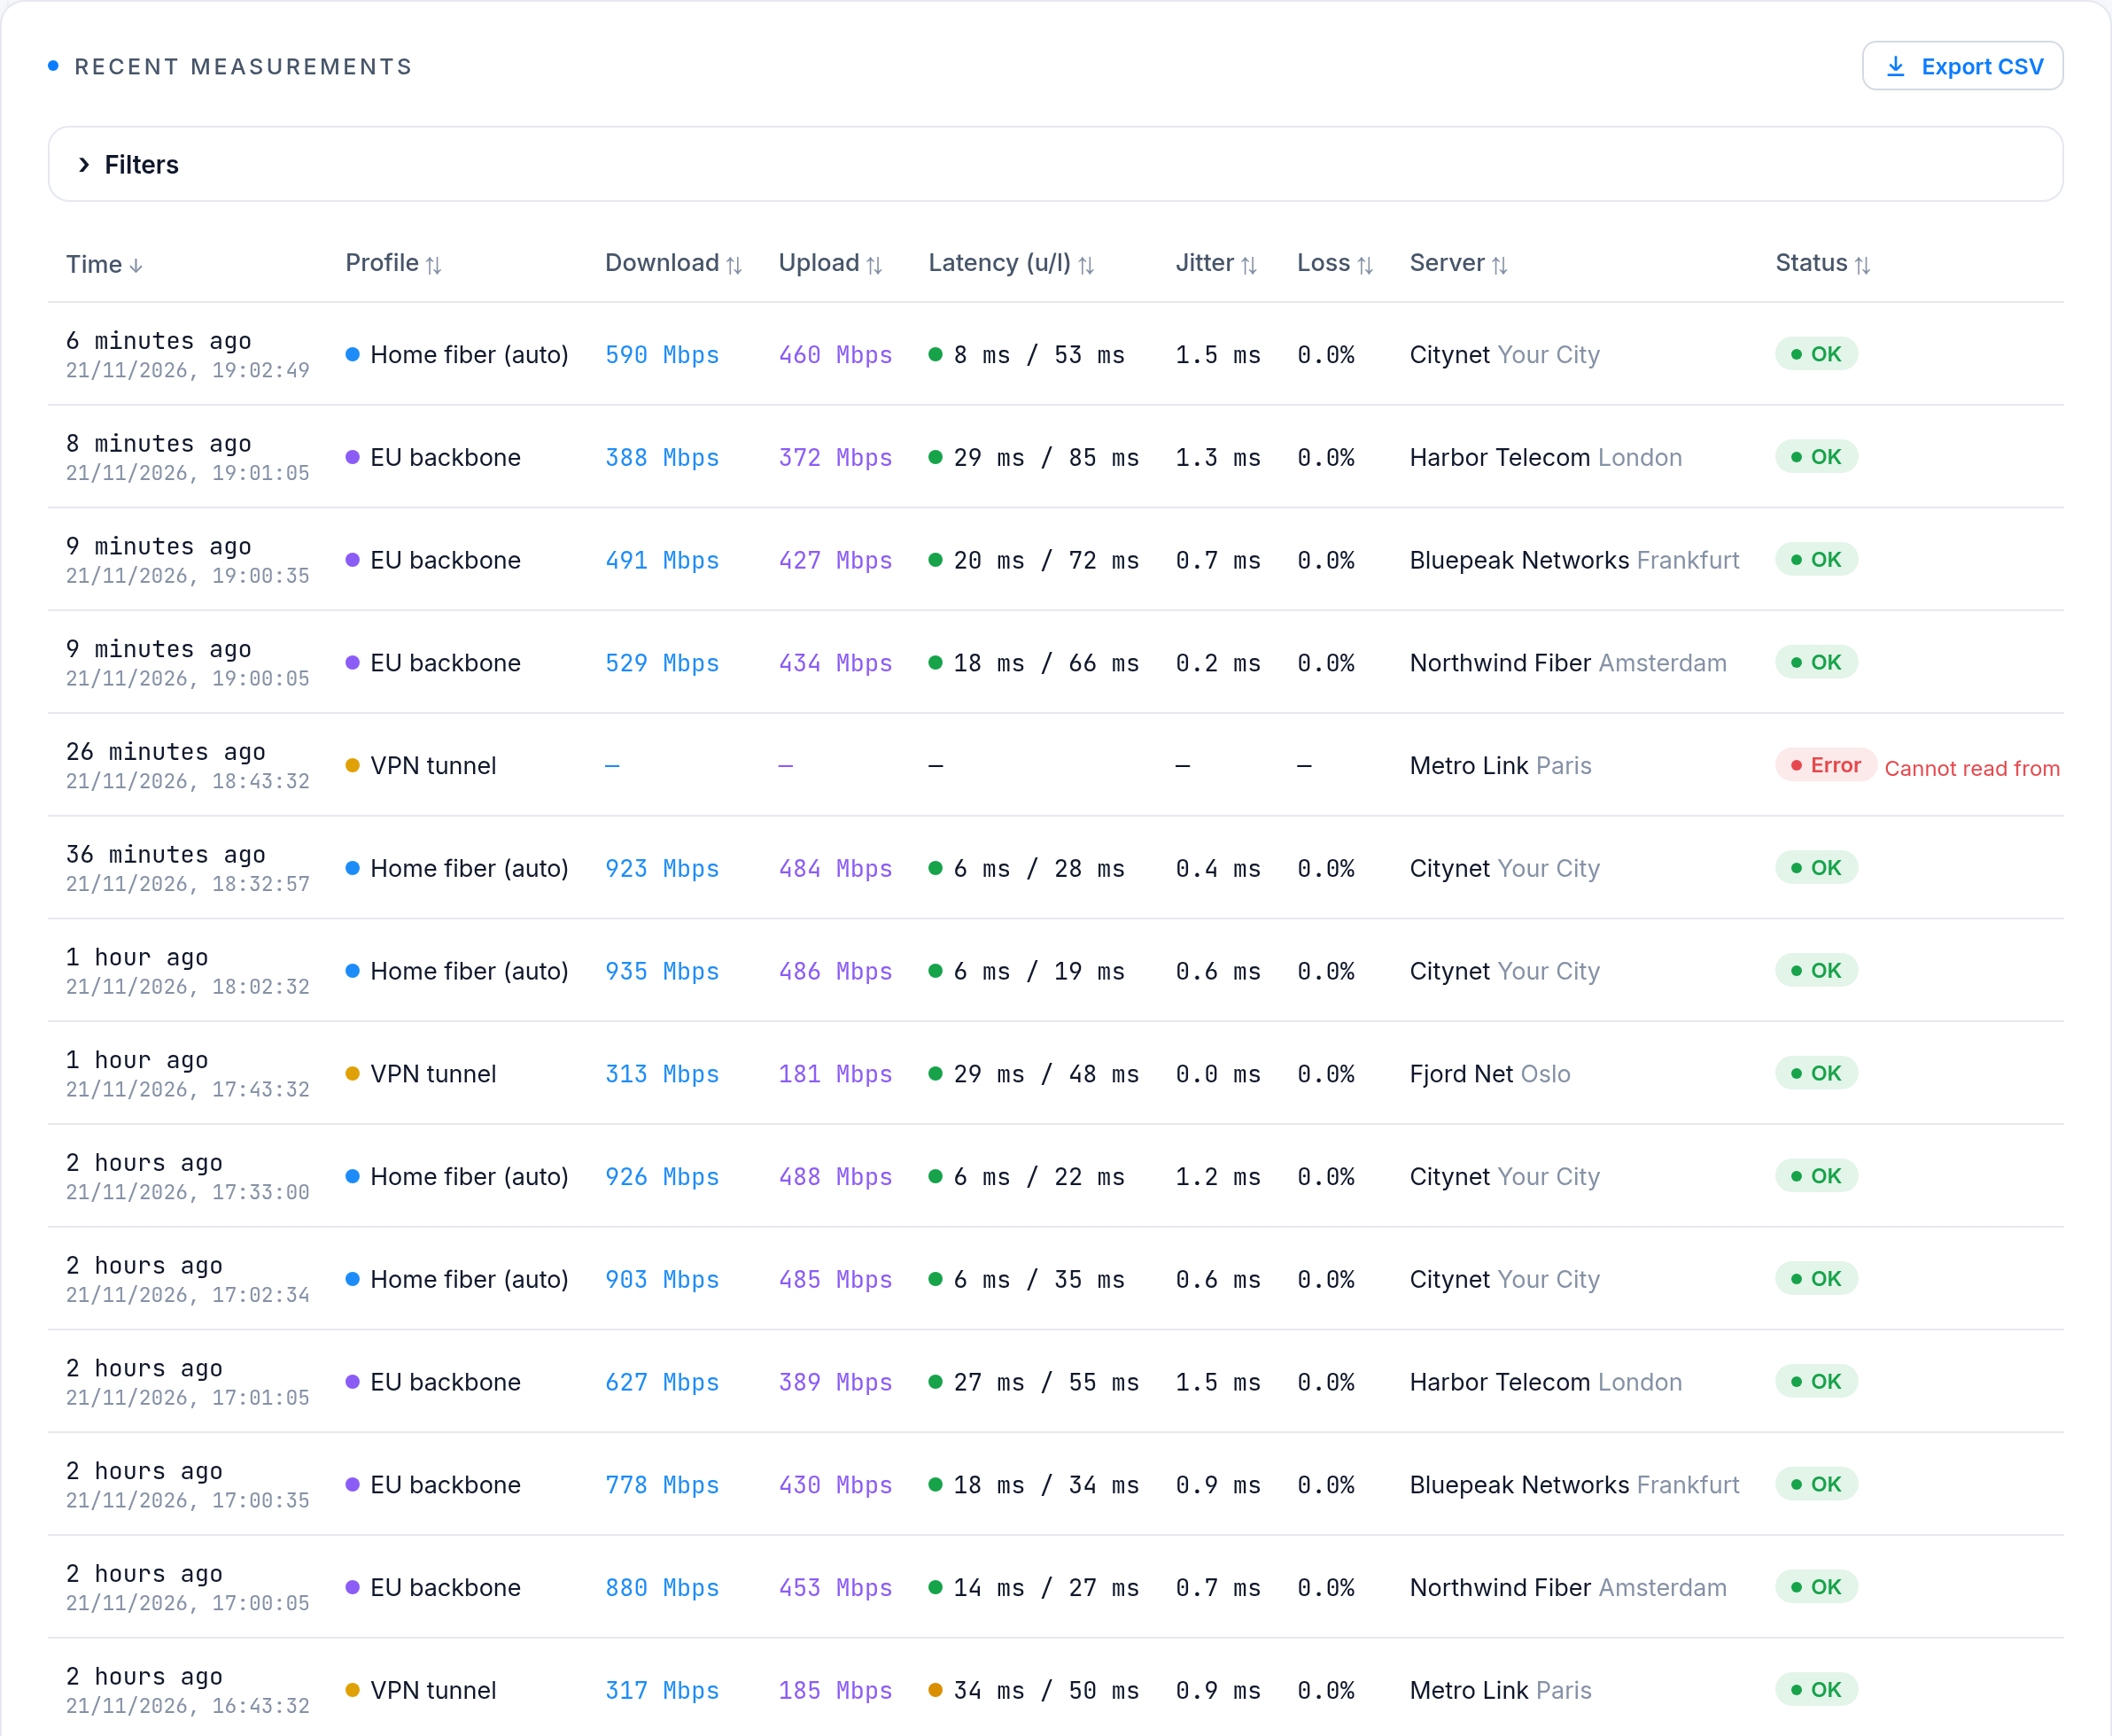 RECENT MEASUREMENTS
Export CSV
Filters
Time Profile Download Upload Latency (u/l) Jitter Loss Server Status
6 minutes ago
21/11/2026, 19:02:49
Home fiber (auto) 590 Mbps 460 Mbps 8 ms / 53 ms 1.5 ms 0.0% Citynet Your City OK
8 minutes ago
21/11/2026, 19:01:05
EU backbone 388 Mbps 372 Mbps 29 ms / 85 ms 1.3 ms 0.0% Harbor Telecom London OK
9 minutes ago
21/11/2026, 19:00:35
EU backbone 491 Mbps 427 Mbps 20 ms / 72 ms 0.7 ms 0.0% Bluepeak Networks Frankfurt OK
9 minutes ago
21/11/2026, 19:00:05
EU backbone 529 Mbps 434 Mbps 18 ms / 66 ms 0.2 ms 0.0% Northwind Fiber Amsterdam OK
26 minutes ago
21/11/2026, 18:43:32
VPN tunnel — — — — — Metro Link Paris Error Cannot read from
36 minutes ago
21/11/2026, 18:32:57
Home fiber (auto) 923 Mbps 484 Mbps 6 ms / 28 ms 0.4 ms 0.0% Citynet Your City OK
1 hour ago
21/11/2026, 18:02:32
Home fiber (auto) 935 Mbps 486 Mbps 6 ms / 19 ms 0.6 ms 0.0% Citynet Your City OK
1 hour ago
21/11/2026, 17:43:32
VPN tunnel 313 Mbps 181 Mbps 29 ms / 48 ms 0.0 ms 0.0% Fjord Net Oslo OK
2 hours ago
21/11/2026, 17:33:00
Home fiber (auto) 926 Mbps 488 Mbps 6 ms / 22 ms 1.2 ms 0.0% Citynet Your City OK
2 hours ago
21/11/2026, 17:02:34
Home fiber (auto) 903 Mbps 485 Mbps 6 ms / 35 ms 0.6 ms 0.0% Citynet Your City OK
2 hours ago
21/11/2026, 17:01:05
EU backbone 627 Mbps 389 Mbps 27 ms / 55 ms 1.5 ms 0.0% Harbor Telecom London OK
2 hours ago
21/11/2026, 17:00:35
EU backbone 778 Mbps 430 Mbps 18 ms / 34 ms 0.9 ms 0.0% Bluepeak Networks Frankfurt OK
2 hours ago
21/11/2026, 17:00:05
EU backbone 880 Mbps 453 Mbps 14 ms / 27 ms 0.7 ms 0.0% Northwind Fiber Amsterdam OK
2 hours ago
21/11/2026, 16:43:32
VPN tunnel 317 Mbps 185 Mbps 34 ms / 50 ms 0.9 ms 0.0% Metro Link Paris OK